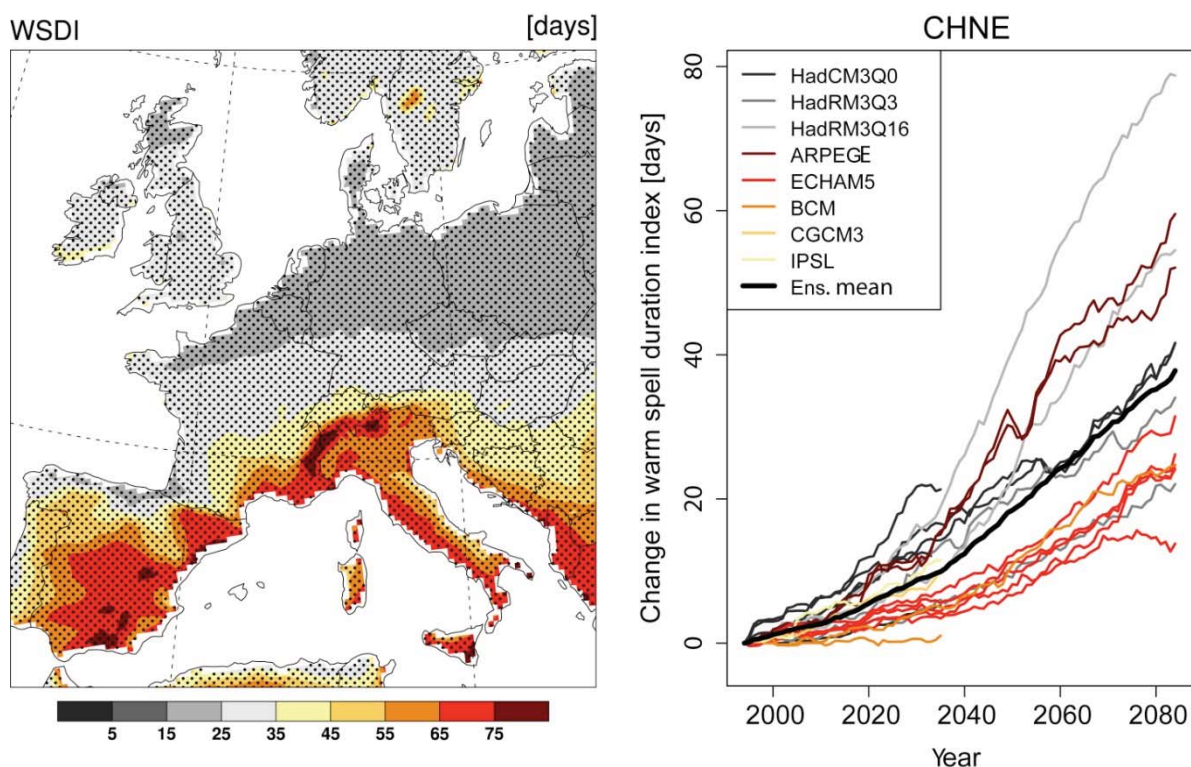 WSDI [days]
5 15 25 35 45 55 65 75
CHNE
Change in warm spell duration index [days]
80
60
40
20
0
HadCM3Q0
HadRM3Q3
HadRM3Q16
ARPEGE
ECHAM5
BCM
CGCM3
IPSL
Ens. mean
2000 2020 2040 2060 2080
Year